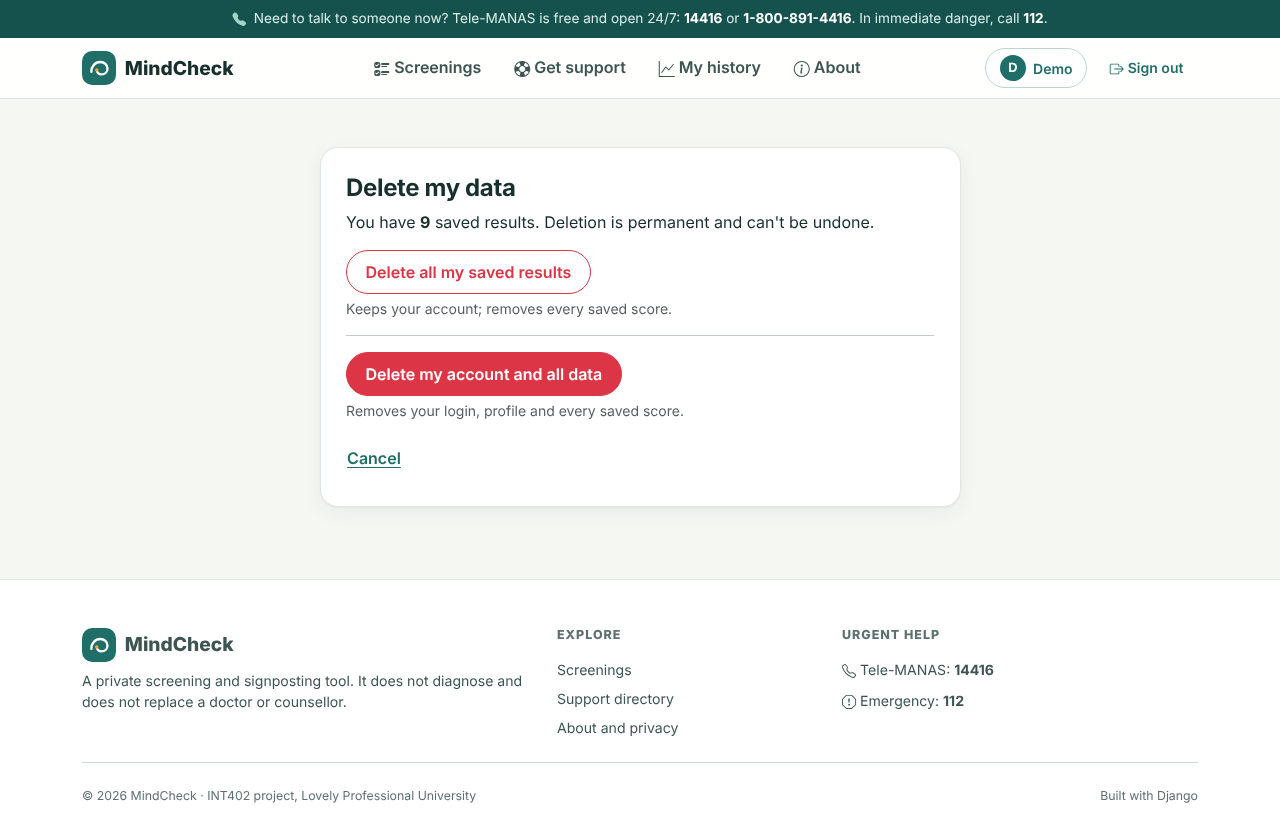 Need to talk to someone now? Tele-MANAS is free and open 24/7: 14416 or 1-800-891-4416. In immediate danger, call 112.
MindCheck
Screenings
Get support
My history
About
D
Demo
Sign out
Delete my data
You have 9 saved results. Deletion is permanent and can't be undone.
Delete all my saved results
Keeps your account; removes every saved score.
Delete my account and all data
Removes your login, profile and every saved score.
Cancel
MindCheck
A private screening and signposting tool. It does not diagnose and
does not replace a doctor or counsellor.
EXPLORE
Screenings
Support directory
About and privacy
URGENT HELP
Tele-MANAS: 14416
Emergency: 112
© 2026 MindCheck · INT402 project, Lovely Professional University
Built with Django